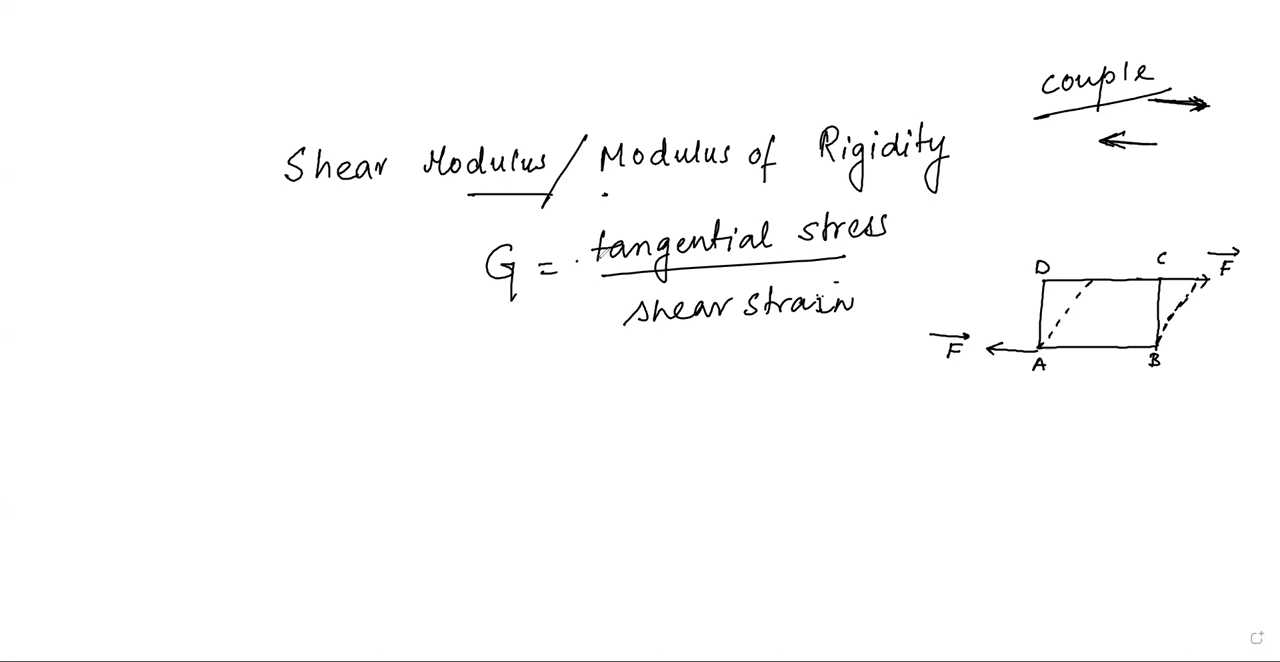 couple
Shear Modulus / Modulus of Rigidity
G = tangential stress
shear strain
D C F
F A B